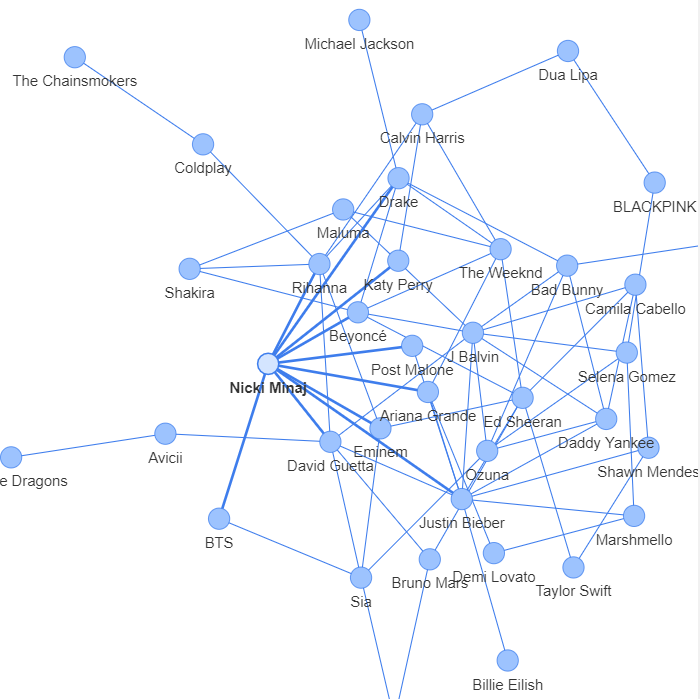 Michael Jackson
Dua Lipa
The Chainsmokers
Calvin Harris
Coldplay
Drake
BLACKPINK
Maluma
Rihanna
Katy Perry
The Weeknd
Bad Bunny
Shakira
Camila Cabello
Beyoncé
J Balvin
Post Malone
Selena Gomez
Nicki Minaj
Ariana Grande
Ed Sheeran
Daddy Yankee
Eminem
Avicii
David Guetta
Ozuna
Shawn Mendes
e Dragons
Justin Bieber
BTS
Marshmello
Bruno Mars
Demi Lovato
Taylor Swift
Sia
Billie Eilish